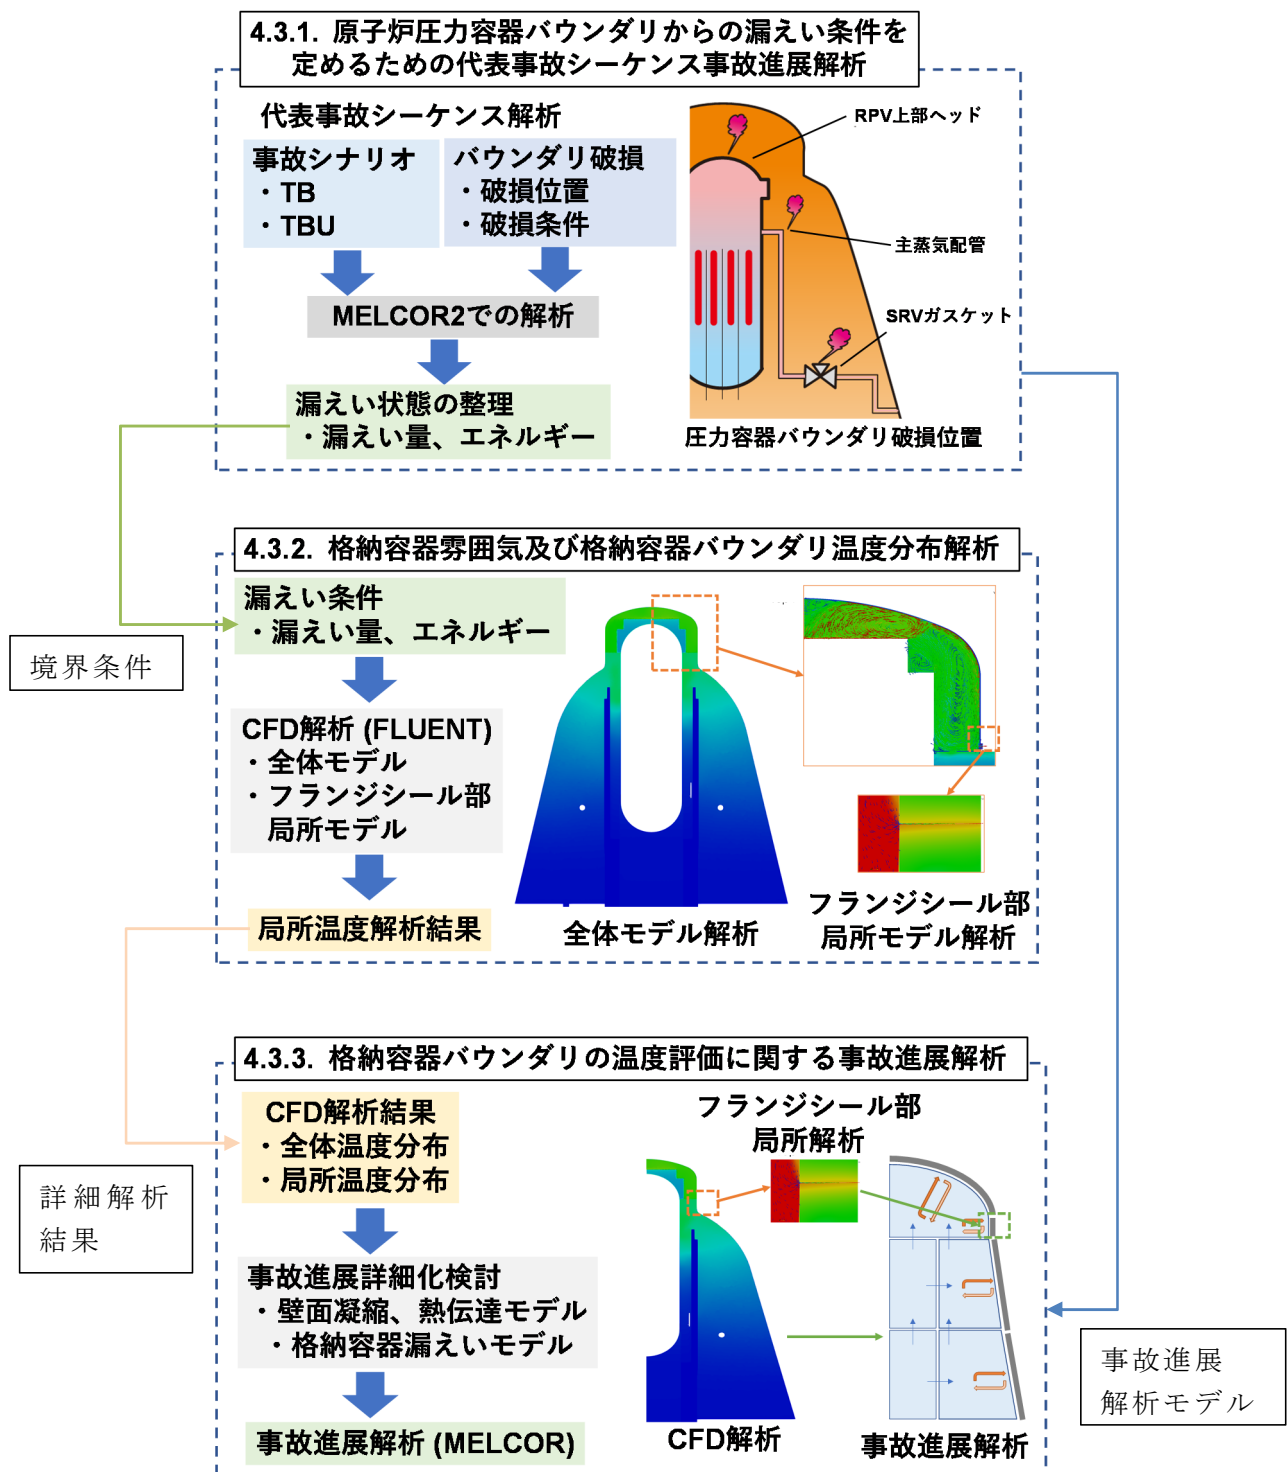 4.3.1. 原子炉圧力容器バウンダリからの漏えい条件を
定めるための代表事故シーケンス事故進展解析
代表事故シーケンス解析
事故シナリオ
・TB
・TBU
バウンダリ破損
・破損位置
・破損条件
MELCOR2での解析
漏えい状態の整理
・漏えい量、エネルギー
RPV上部ヘッド
主蒸気配管
SRVガスケット
圧力容器バウンダリ破損位置
境界条件
4.3.2. 格納容器雰囲気及び格納容器バウンダリ温度分布解析
漏えい条件
・漏えい量、エネルギー
CFD解析 (FLUENT)
・全体モデル
・フランジシール部
局所モデル
局所温度解析結果
全体モデル解析
フランジシール部
局所モデル解析
詳細解析
結果
4.3.3. 格納容器バウンダリの温度評価に関する事故進展解析
CFD解析結果
・全体温度分布
・局所温度分布
事故進展詳細化検討
・壁面凝縮、熱伝達モデル
・格納容器漏えいモデル
事故進展解析 (MELCOR)
フランジシール部
局所解析
CFD解析
事故進展解析
事故進展
解析モデル